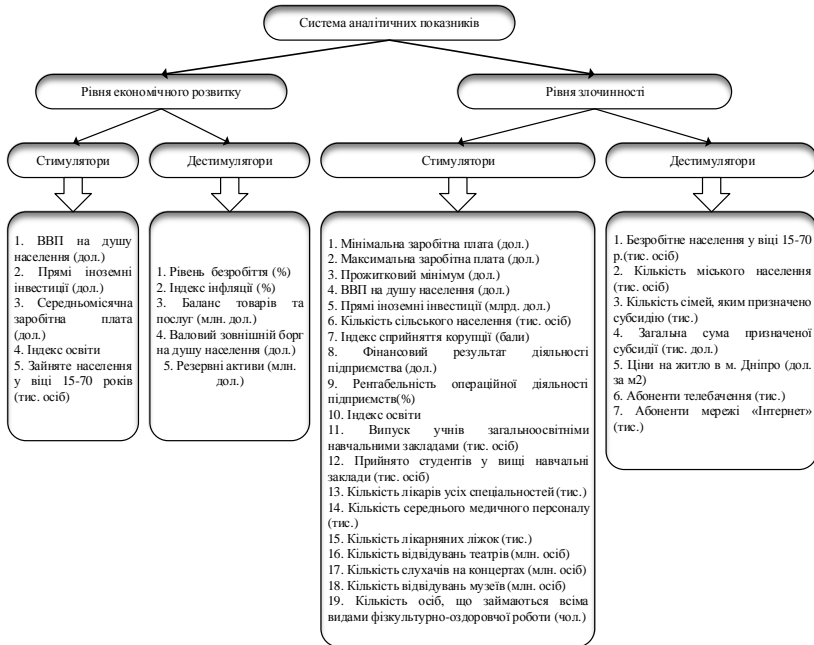 Система аналітичних показників
Рівня економічного розвитку
Рівня злочинності
Стимулятори
Дестимулятори
Стимулятори
Дестимулятори
1. ВВП на душу
населення (дол.)
2. Прямі іноземні
інвестиції (дол.)
3. Середньомісячна
заробітна плата
(дол.)
4. Індекс освіти
5. Зайняте населення
у віці 15-70 років
(тис. осіб)
1. Рівень безробіття (%)
2. Індекс інфляції (%)
3. Баланс товарів та
послуг (млн. дол.)
4. Валовий зовнішній борг
на душу населення (дол.)
5. Резервні активи (млн.
дол.)
1. Мінімальна заробітна плата (дол.)
2. Максимальна заробітна плата (дол.)
3. Прожитковий мінімум (дол.)
4. ВВП на душу населення (дол.)
5. Прямі іноземні інвестиції (млрд. дол.)
6. Кількість сільського населення (тис. осіб)
7. Індекс сприйняття корупції (бали)
8. Фінансовий результат діяльності
підприємства (дол.)
9. Рентабельність операційної діяльності
підприємств(%)
10. Індекс освіти
11. Випуск учнів загальноосвітніми
навчальними закладами (тис. осіб)
12. Прийнято студентів у вищі навчальні
заклади (тис. осіб)
13. Кількість лікарів усіх спеціальностей (тис.)
14. Кількість середнього медичного персоналу
(тис.)
15. Кількість лікарняних ліжок (тис.)
16. Кількість відвідувань театрів (млн. осіб)
17. Кількість слухачів на концертах (млн. осіб)
18. Кількість відвідувань музеїв (млн. осіб)
19. Кількість осіб, що займаються всіма
видами фізкультурно-оздоровчої роботи (чол.)
1. Безробітне населення у віці 15-70
р.(тис. осіб)
2. Кількість міського населення
(тис. осіб)
3. Кількість сімей, яким призначено
субсидію (тис.)
4. Загальна сума призначеної
субсидії (тис. дол.)
5. Ціни на житло в м. Дніпро (дол.
за м2)
6. Абоненти телебачення (тис.)
7. Абоненти мережі «Інтернет»
(тис.)